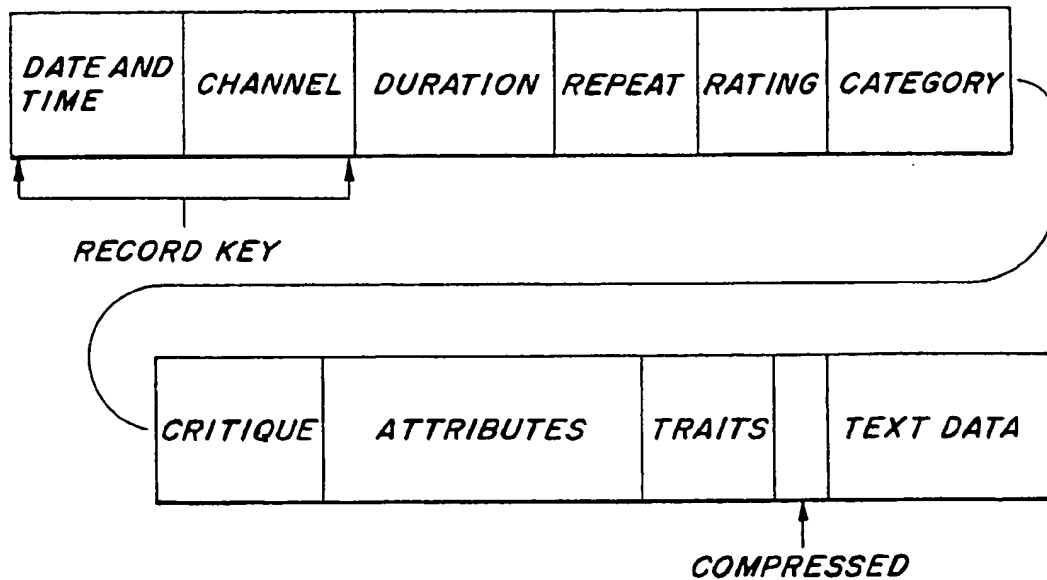 DATE AND
TIME
CHANNEL
DURATION
REPEAT
RATING
CATEGORY
RECORD KEY
CRITIQUE
ATTRIBUTES
TRAITS
TEXT DATA
COMPRESSED